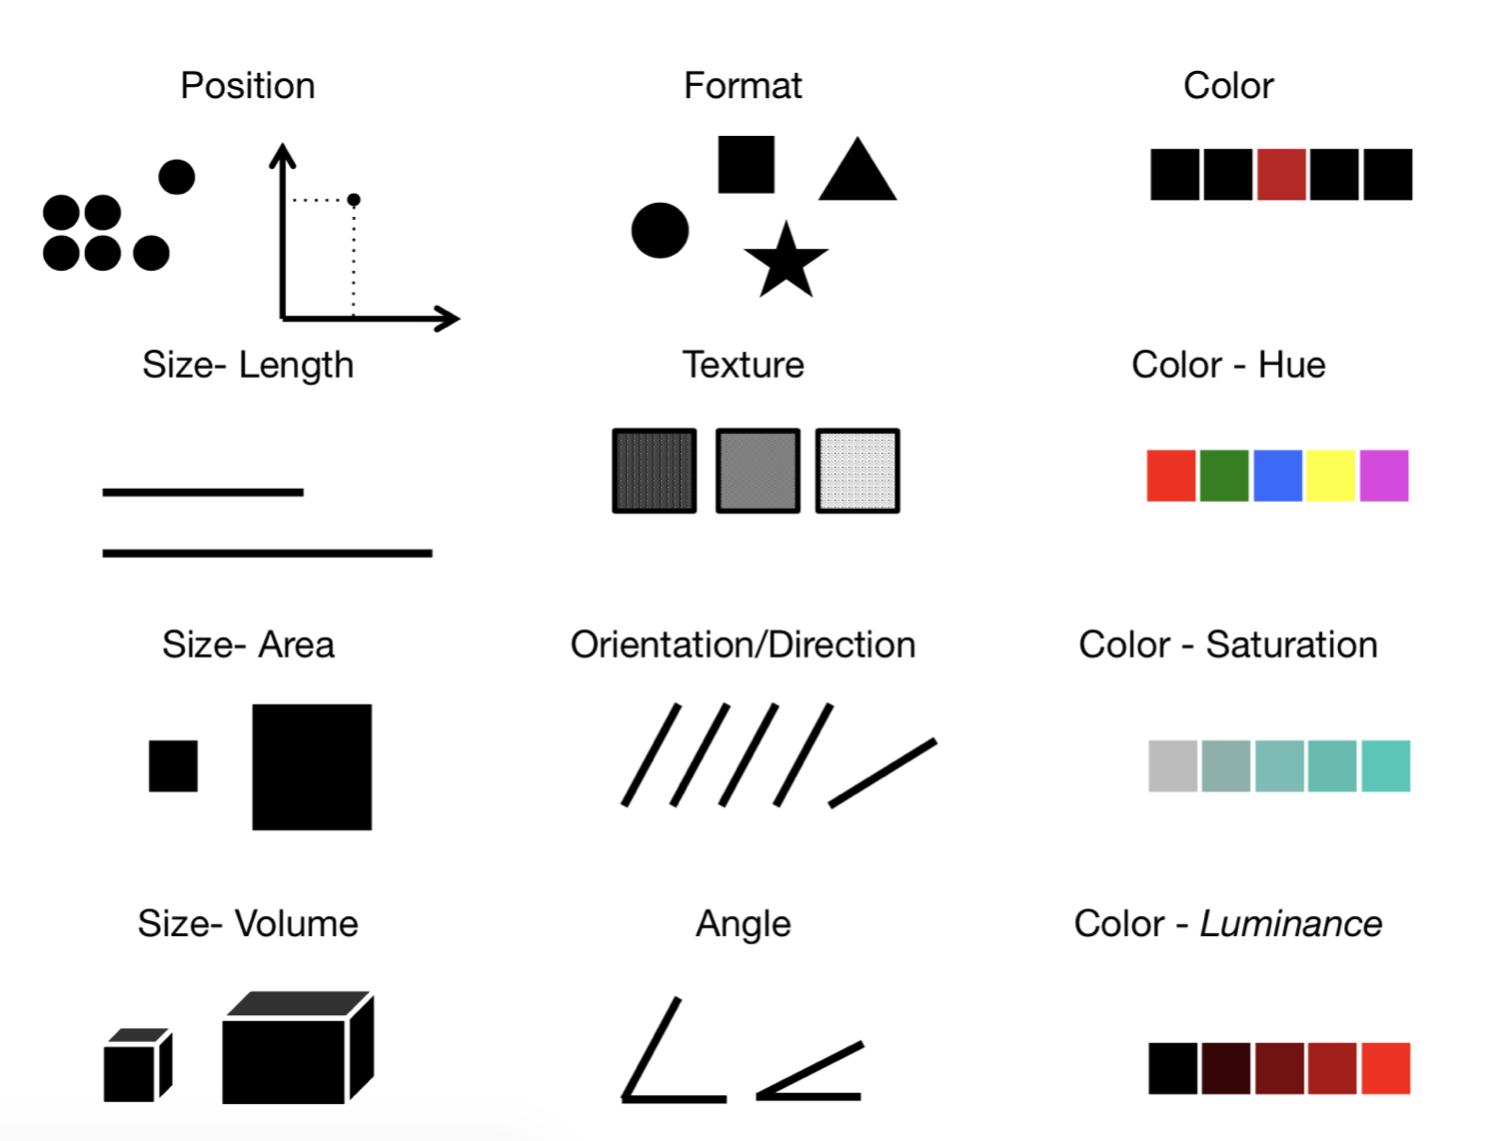 Position
Format
Color
Size- Length
Texture
Color - Hue
Size- Area
Orientation/Direction
Color - Saturation
Size- Volume
Angle
Color - Luminance